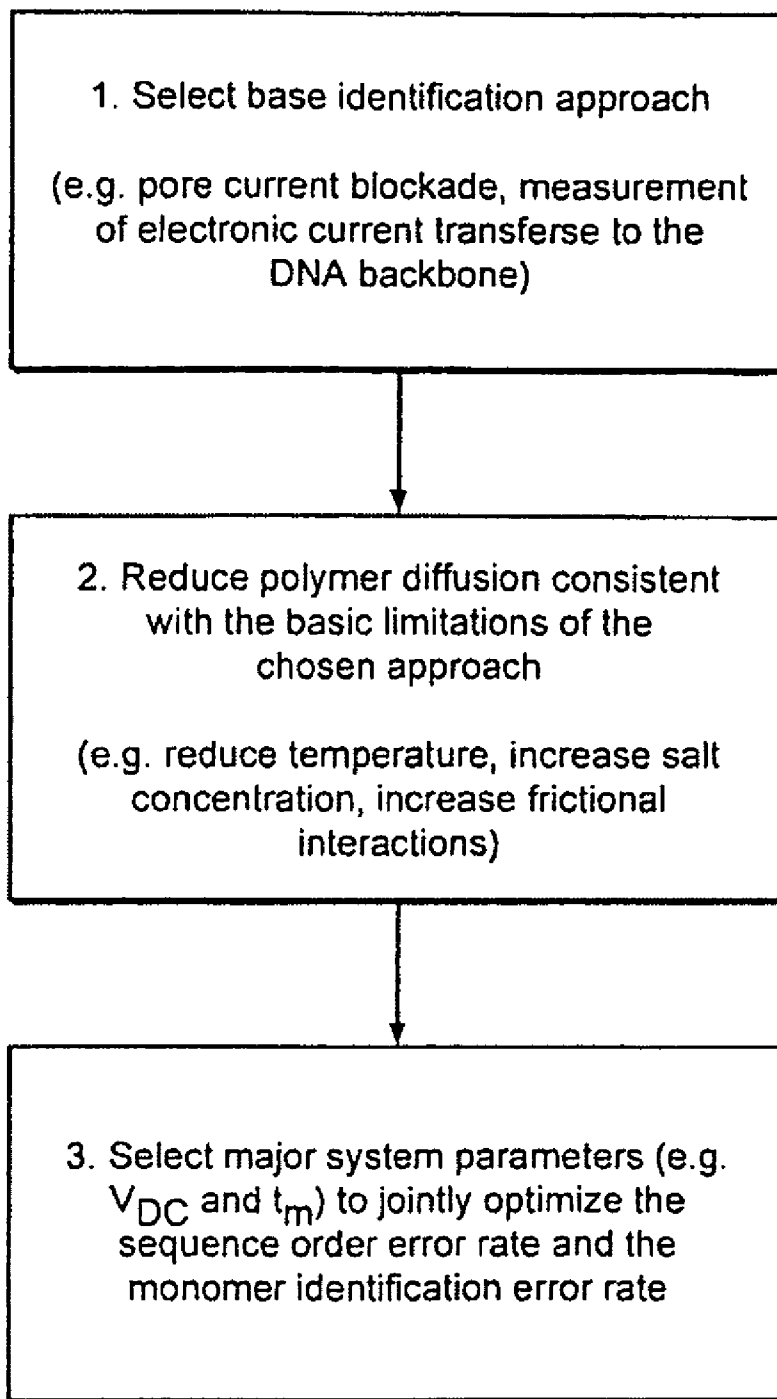 1. Select base identification approach
(e.g. pore current blockade, measurement
of electronic current transferse to the
DNA backbone)
2. Reduce polymer diffusion consistent
with the basic limitations of the
chosen approach
(e.g. reduce temperature, increase salt
concentration, increase frictional
interactions)
3. Select major system parameters (e.g.
V_DC and t_m) to jointly optimize the
sequence order error rate and the
monomer identification error rate